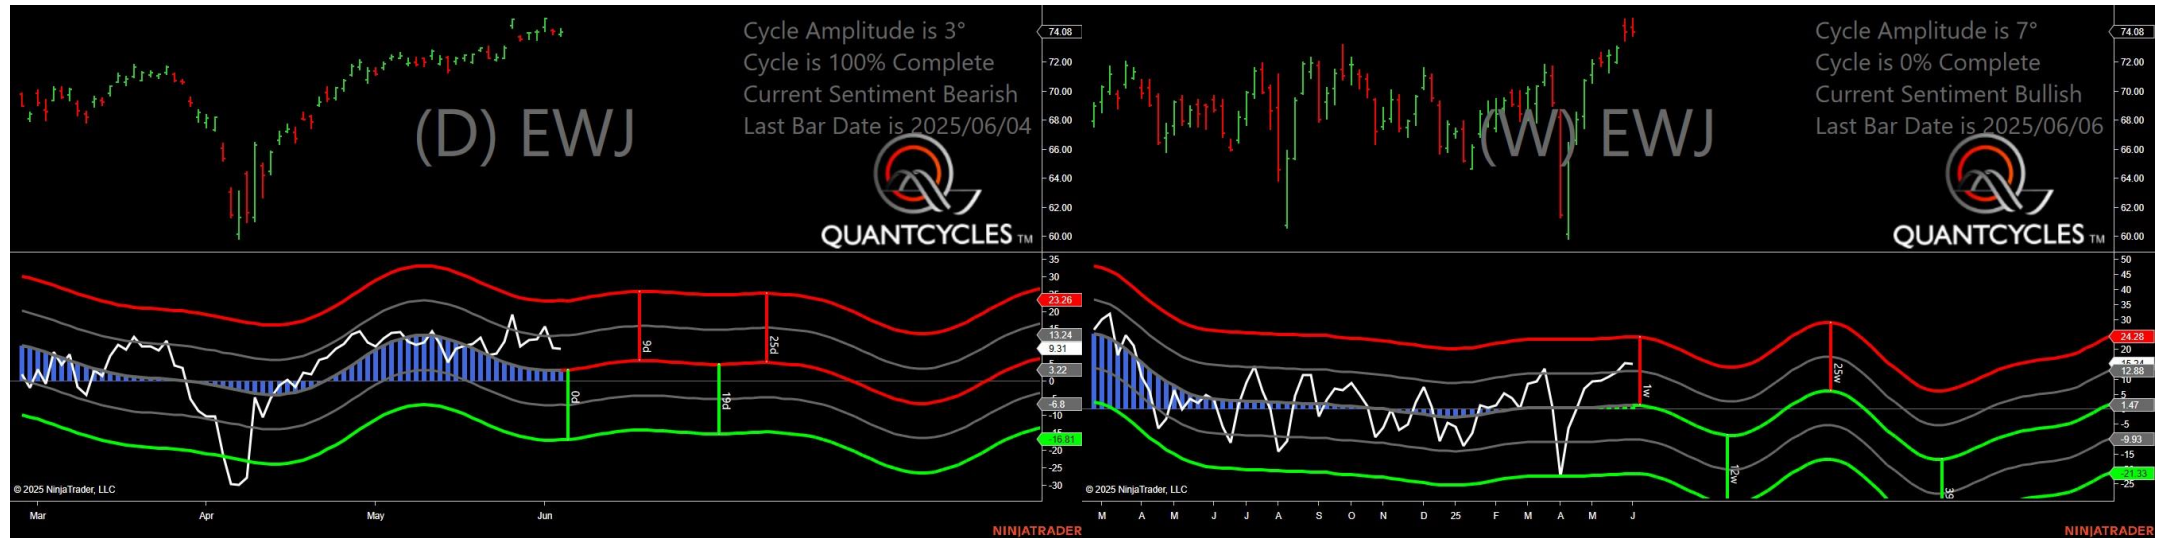 Cycle Amplitude is 3°
Cycle is 100% Complete
Current Sentiment Bearish
Last Bar Date is 2025/06/04
(D) EWJ
QUANTCYCLES TM
74.08
72.00
70.00
68.00
66.00
64.00
62.00
60.00
35
30
23.26
20
13.24
9.31
5
3.22
0
-6.8
-10
-16.81
-20
-25
-30
9d
25d
0d
19d
© 2025 NinjaTrader, LLC
Mar Apr May Jun
NINJATRADER
Cycle Amplitude is 7°
Cycle is 0% Complete
Current Sentiment Bullish
Last Bar Date is 2025/06/06
(W) EWJ
QUANTCYCLES TM
74.08
72.00
70.00
68.00
66.00
64.00
62.00
60.00
50
45
40
35
30
24.28
20
12.88
10
5
1.47
-5
-9.93
-15
-21.33
-25
1w
25w
12w
39
© 2025 NinjaTrader, LLC
M A M J J A S O N D 25 F M A M J
NINJATRADER